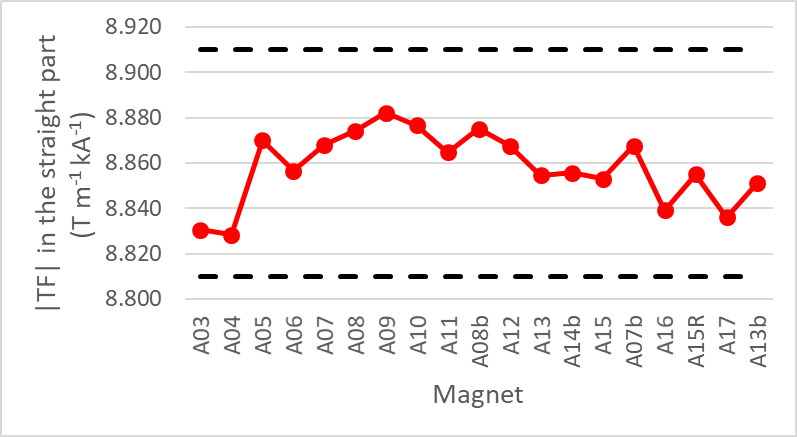 |TF| in the straight part
(T m⁻¹ kA⁻¹)
8.920
8.900
8.880
8.860
8.840
8.820
8.800
A03
A04
A05
A06
A07
A08
A09
A10
A11
A08b
A12
A13
A14b
A15
A07b
A16
A15R
A17
A13b
Magnet